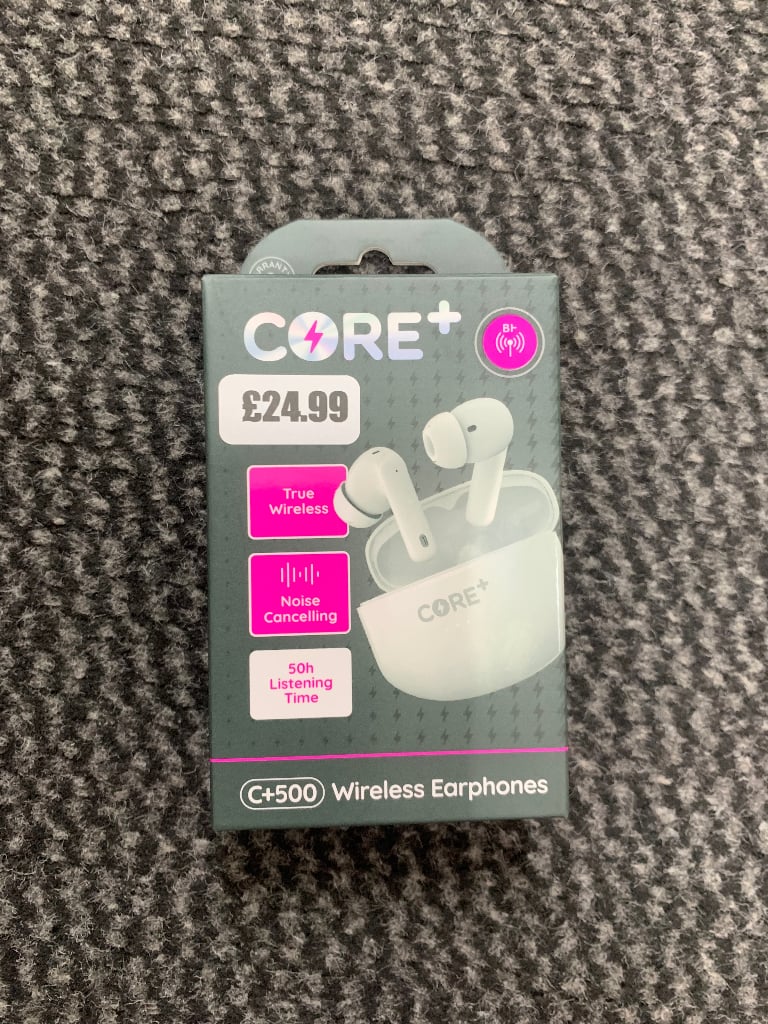 CORE+
£24.99
True
Wireless
Noise
Cancelling
50h
Listening
Time
CORE+
C+500 Wireless Earphones